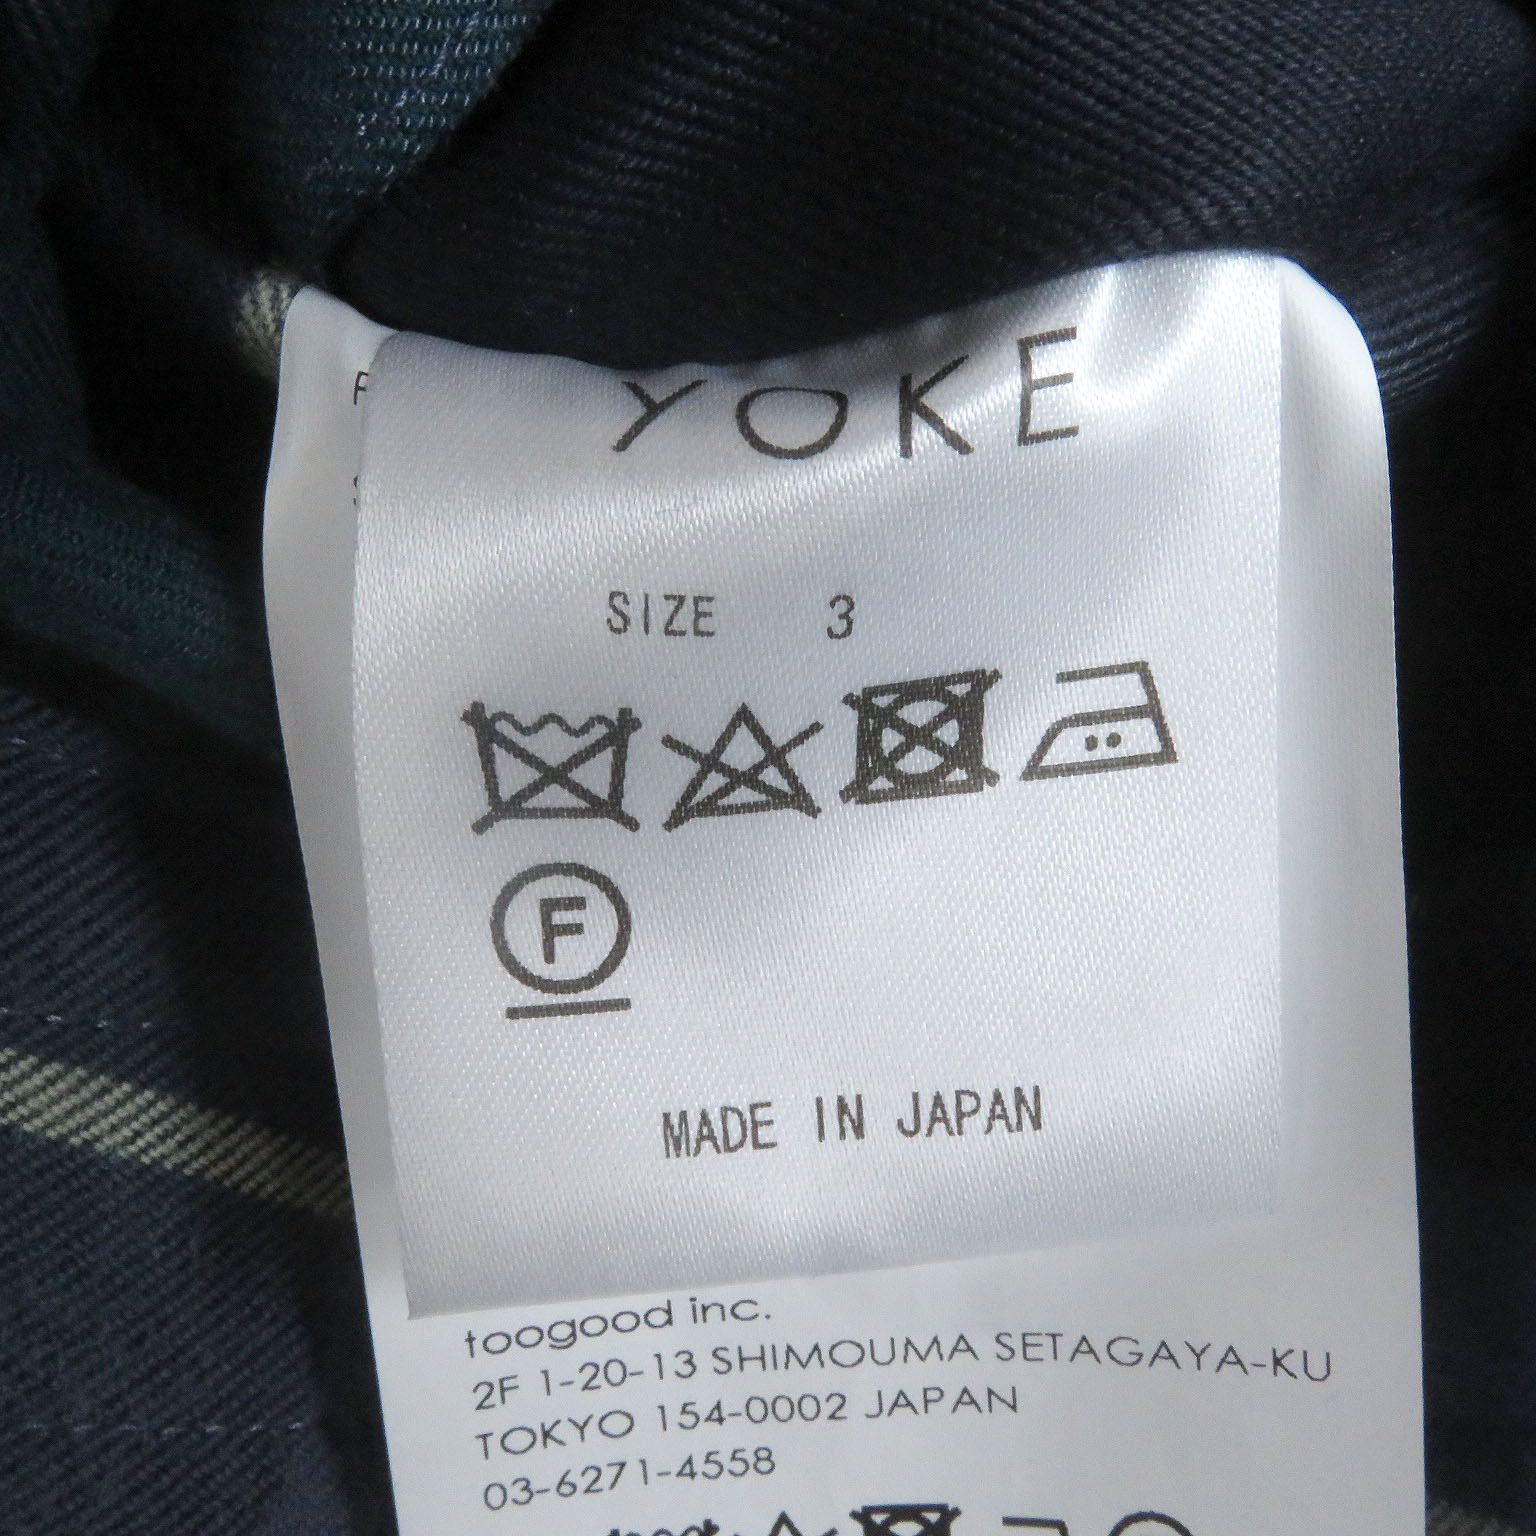 YOKE
SIZE 3
F
MADE IN JAPAN
toogood inc.
2F 1-20-13 SHIMOUMA SETAGAYA-KU
TOKYO 154-0002 JAPAN
03-6271-4558